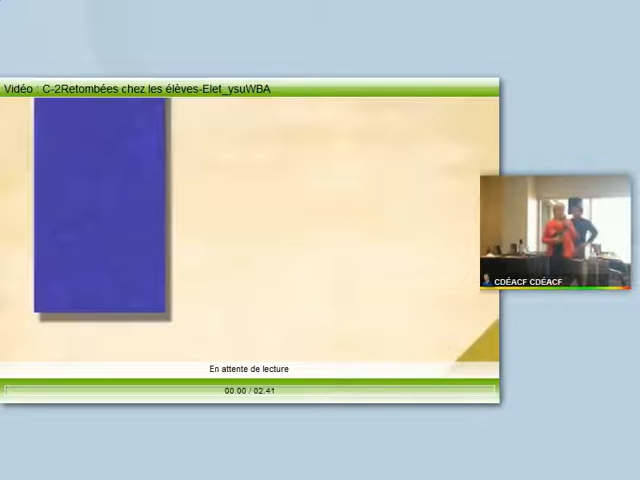 Vidéo : C-2Retombées chez les élèves-Elet_ysuWBA
CDÉACF CDÉACF
En attente de lecture
00.00 / 02.41